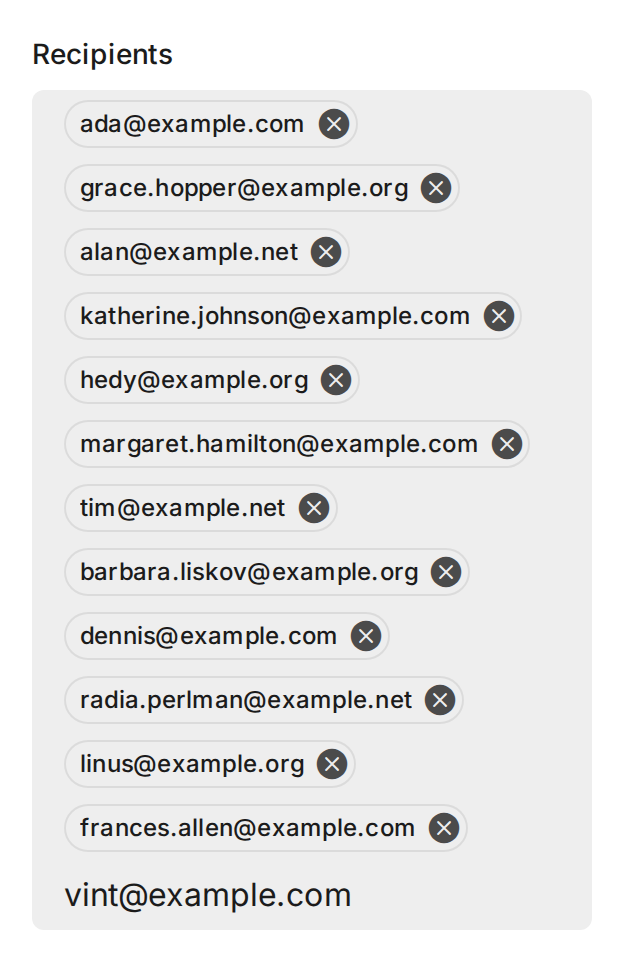 Recipients
ada@example.com
grace.hopper@example.org
alan@example.net
katherine.johnson@example.com
hedy@example.org
margaret.hamilton@example.com
tim@example.net
barbara.liskov@example.org
dennis@example.com
radia.perlman@example.net
linus@example.org
frances.allen@example.com
vint@example.com